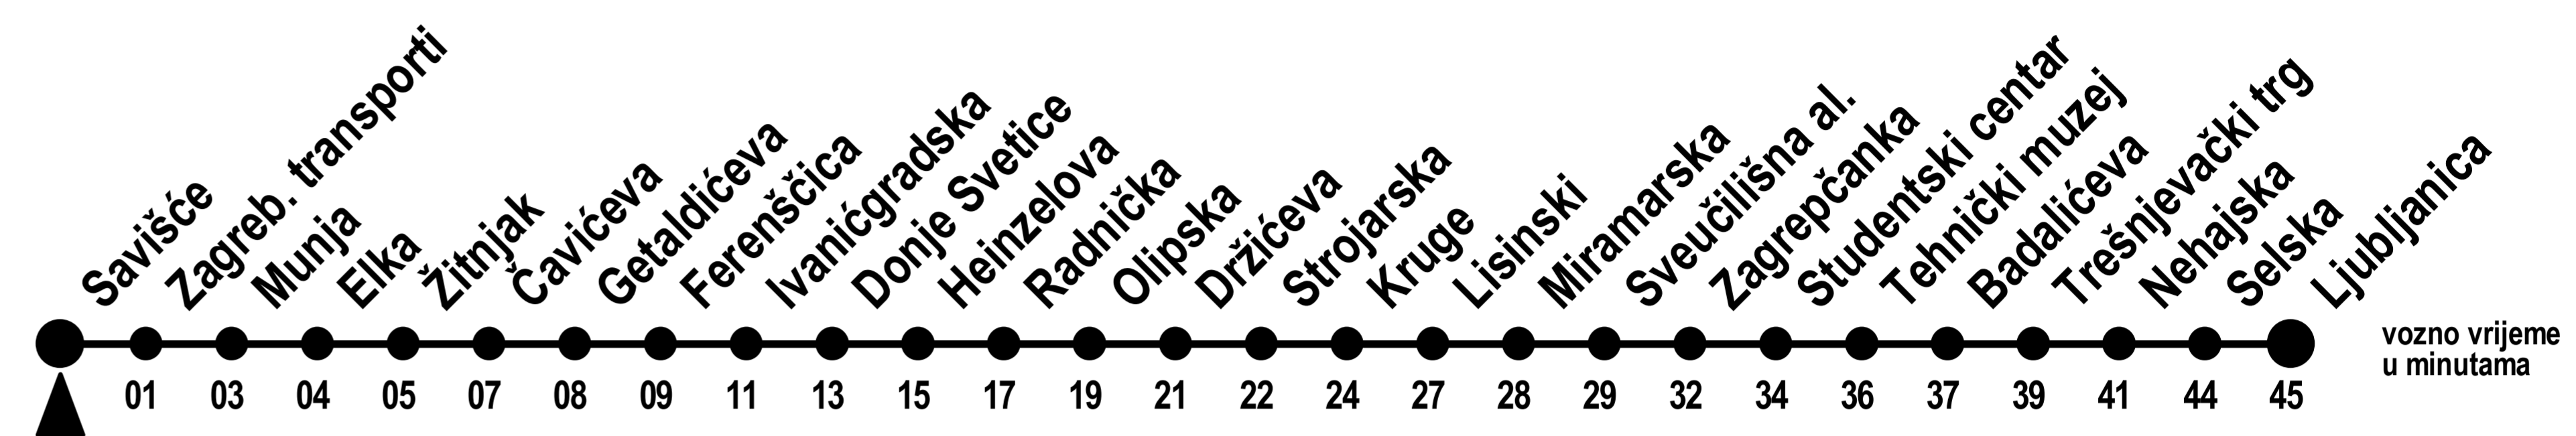 Savišće
Zagreb. transporti
Munja
Elka
Žitnjak
Čavićeva
Getaldićeva
Ferenščica
Ivanićgradska
Donje Svetice
Heinzelova
Radnička
Olipska
Držićeva
Strojarska
Kruge
Lisinski
Miramarska
Sveučilišna al.
Zagrepčanka
Studentski centar
Tehnički muzej
Badalićeva
Trešnjevački trg
Nehajska
Selska
Ljubljanica
01 03 04 05 07 08 09 11 13 15 17 19 21 22 24 27 28 29 32 34 36 37 39 41 44 45
vozno vrijeme
u minutama